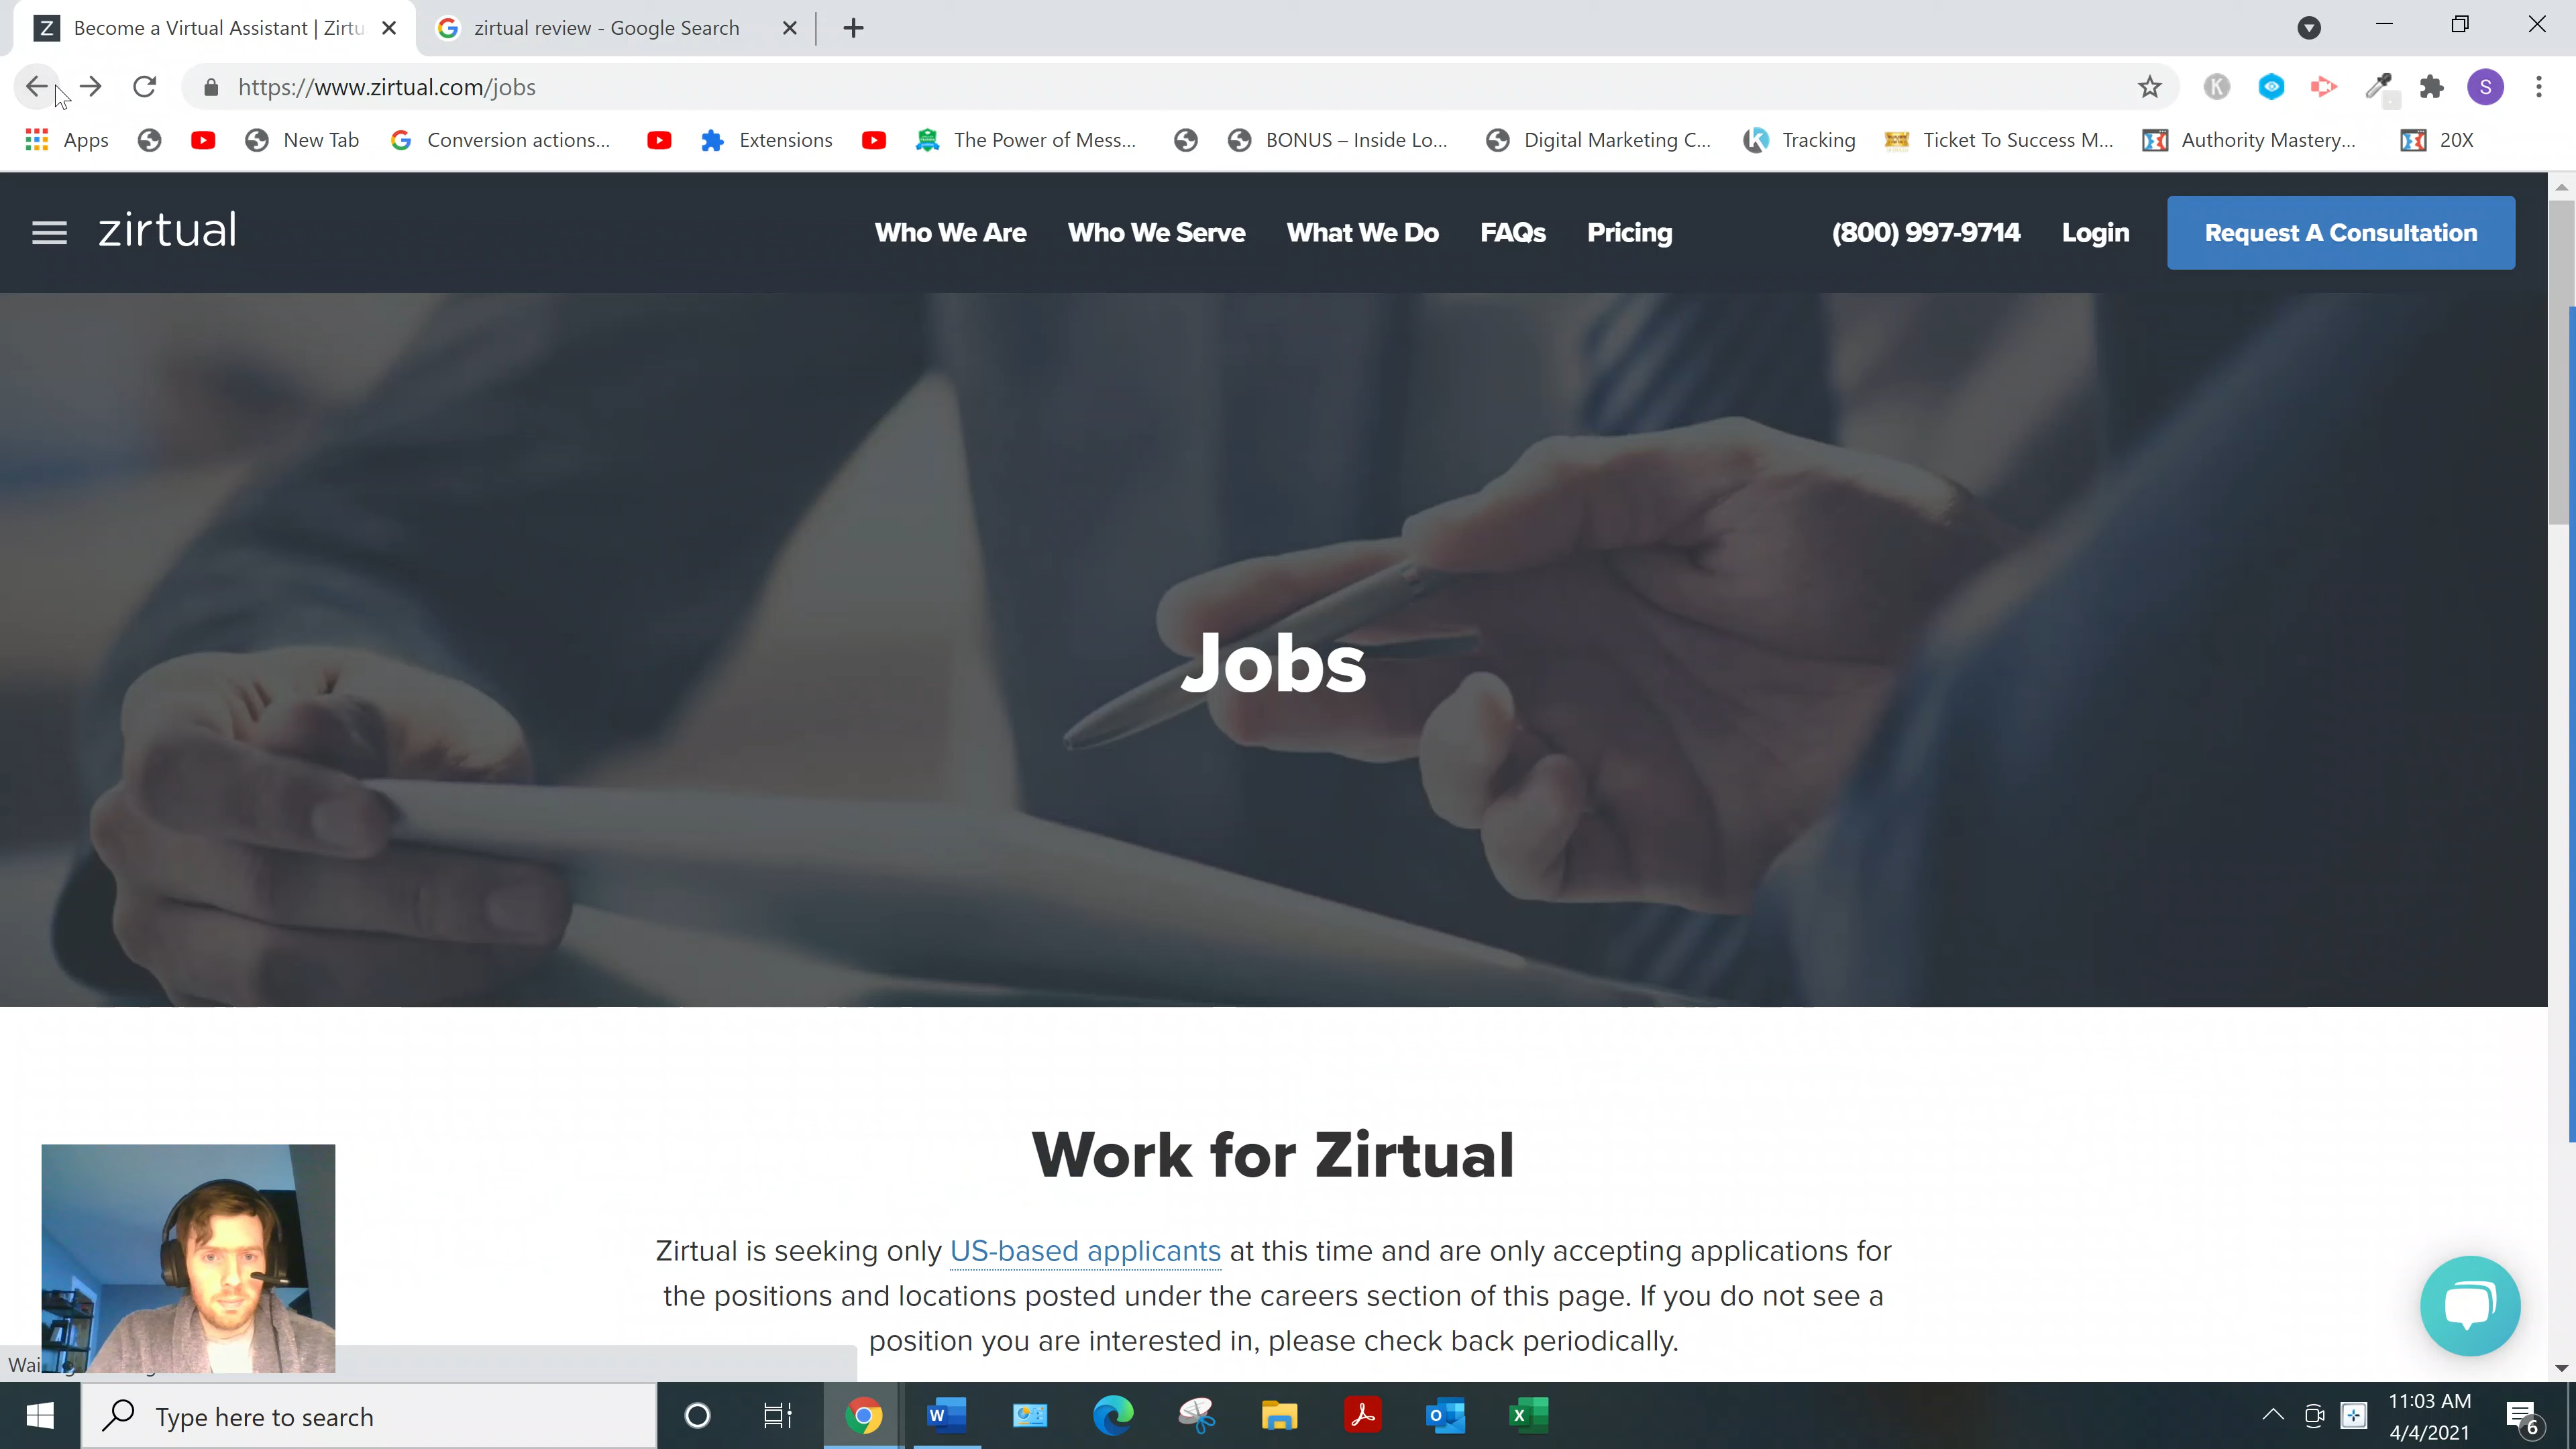 Become a Virtual Assistant | Zirtu
zirtual review - Google Search
https://www.zirtual.com/jobs
S
Apps
New Tab
Conversion actions...
Extensions
The Power of Mess...
BONUS – Inside Lo...
Digital Marketing C...
Tracking
Ticket To Success M...
Authority Mastery...
20X
zirtual
Who We Are
Who We Serve
What We Do
FAQs
Pricing
(800) 997-9714
Login
Request A Consultation
Jobs
Work for Zirtual
Zirtual is seeking only US-based applicants at this time and are only accepting applications for
the positions and locations posted under the careers section of this page. If you do not see a
position you are interested in, please check back periodically.
Type here to search
11:03 AM
4/4/2021
6